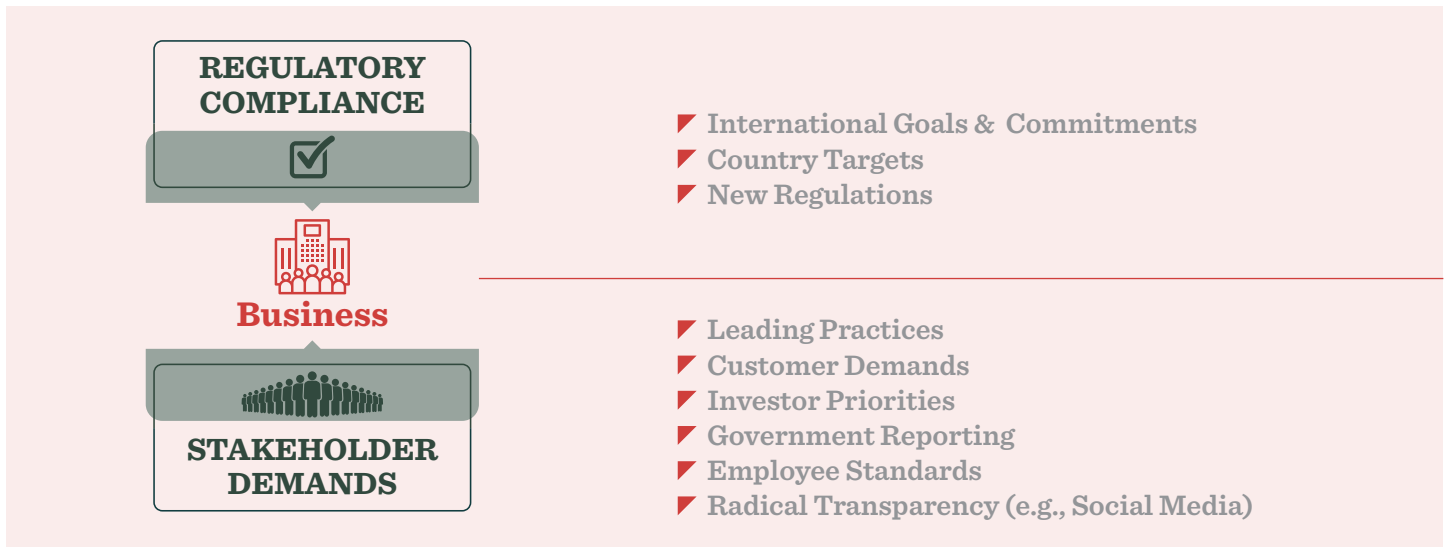 REGULATORY
COMPLIANCE
International Goals & Commitments
Country Targets
New Regulations
Business
Leading Practices
Customer Demands
Investor Priorities
Government Reporting
Employee Standards
Radical Transparency (e.g., Social Media)
STAKEHOLDER
DEMANDS